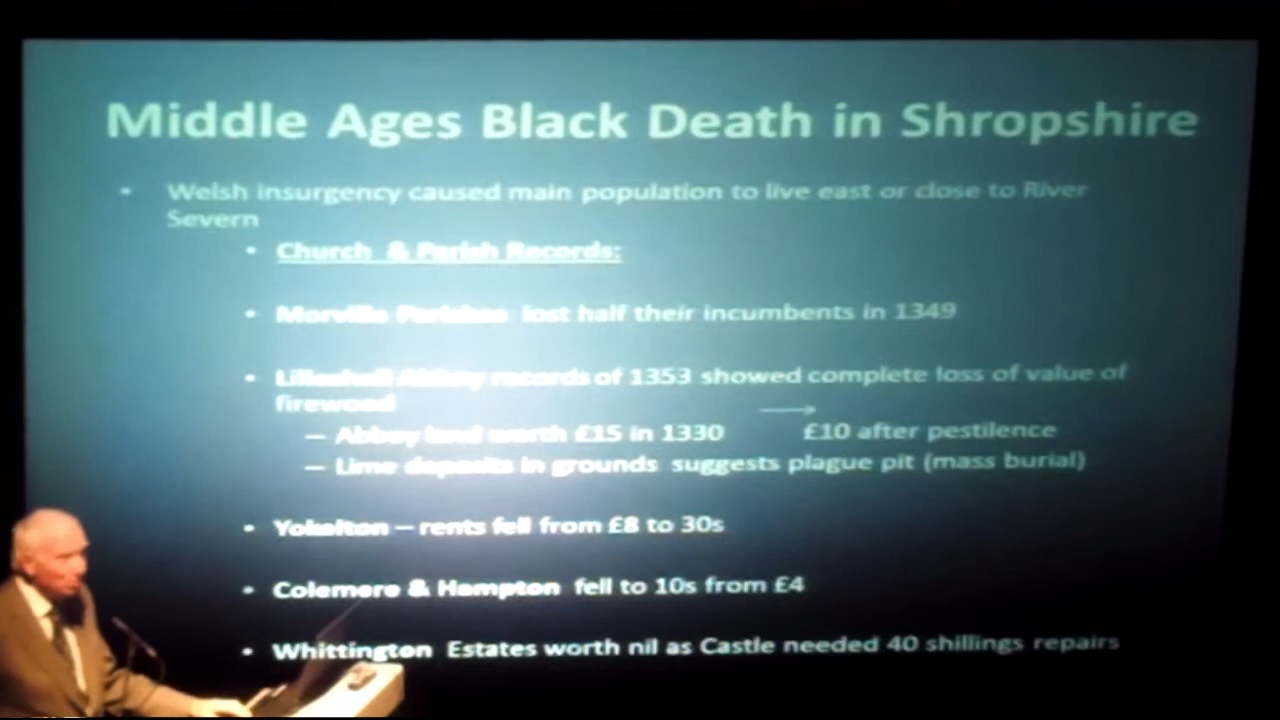 Middle Ages Black Death in Shropshire
• Welsh insurgency caused main population to live east or close to River
Severn
• Church & Parish Records:
• Morville Parishes lost half their incumbents in 1349
• Lilleshall Abbey records of 1353 showed complete loss of value of
firewood
– Abbey land worth £15 in 1330 → £10 after pestilence
– Lime deposits in grounds suggests plague pit (mass burial)
• Yokelton – rents fell from £8 to 30s
• Colemere & Hampton fell to 10s from £4
• Whittington Estates worth nil as Castle needed 40 shillings repairs